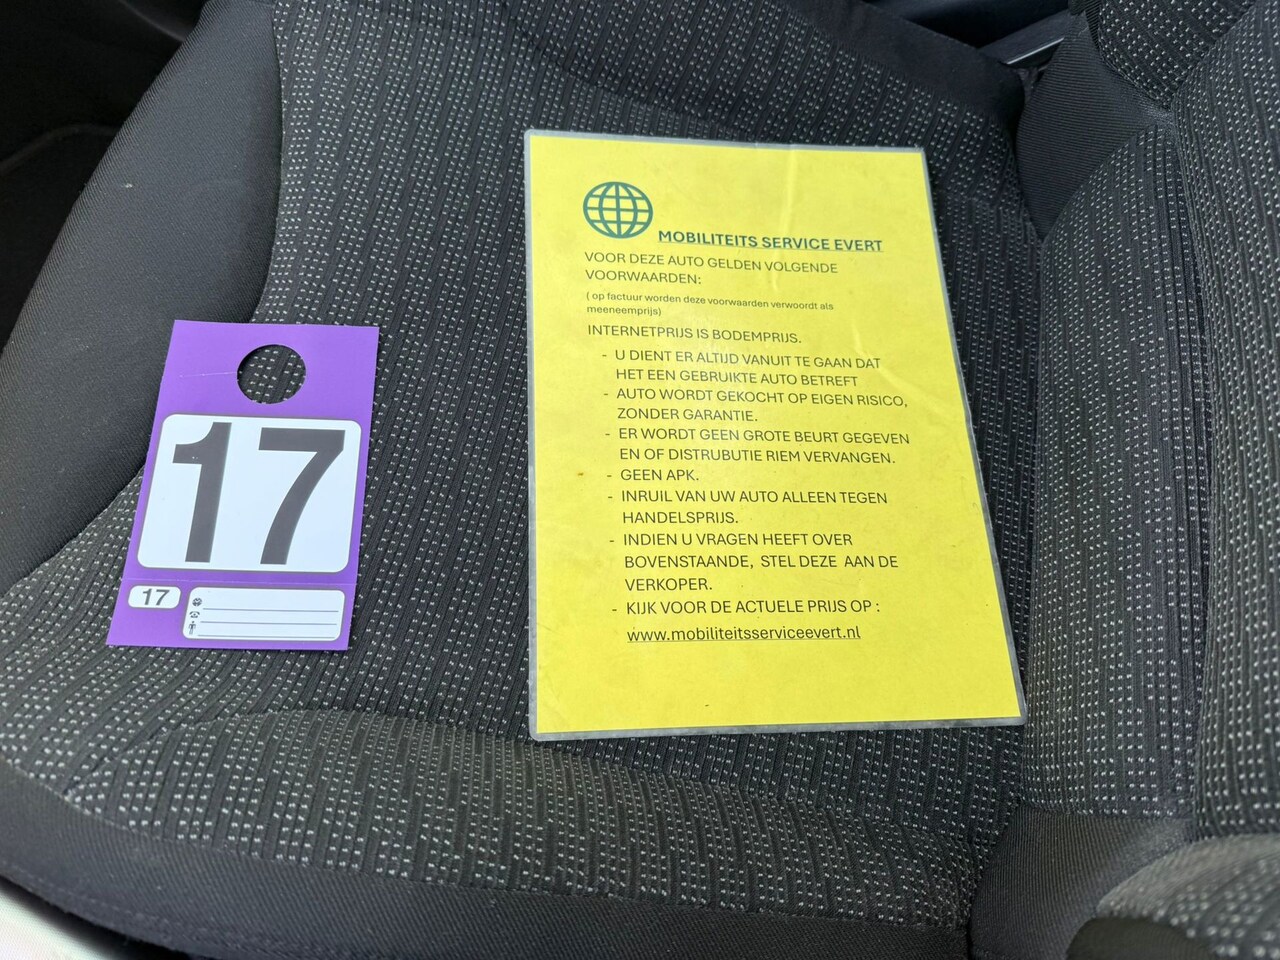 17
17
MOBILITEITS SERVICE EVERT
VOOR DEZE AUTO GELDEN VOLGENDE
VOORWAARDEN:
( op factuur worden deze voorwaarden verwoordt als
meeneemprijs)
INTERNETPRIJS IS BODEMPRIJS.
- U DIENT ER ALTIJD VANUIT TE GAAN DAT
HET EEN GEBRUIKTE AUTO BETREFT
- AUTO WORDT GEKOCHT OP EIGEN RISICO,
ZONDER GARANTIE.
- ER WORDT GEEN GROTE BEURT GEGEVEN
EN OF DISTRUBUTIE RIEM VERVANGEN.
- GEEN APK.
- INRUIL VAN UW AUTO ALLEEN TEGEN
HANDELSPRIJS.
- INDIEN U VRAGEN HEEFT OVER
BOVENSTAANDE, STEL DEZE AAN DE
VERKOPER.
- KIJK VOOR DE ACTUELE PRIJS OP :
www.mobiliteitsserviceevert.nl